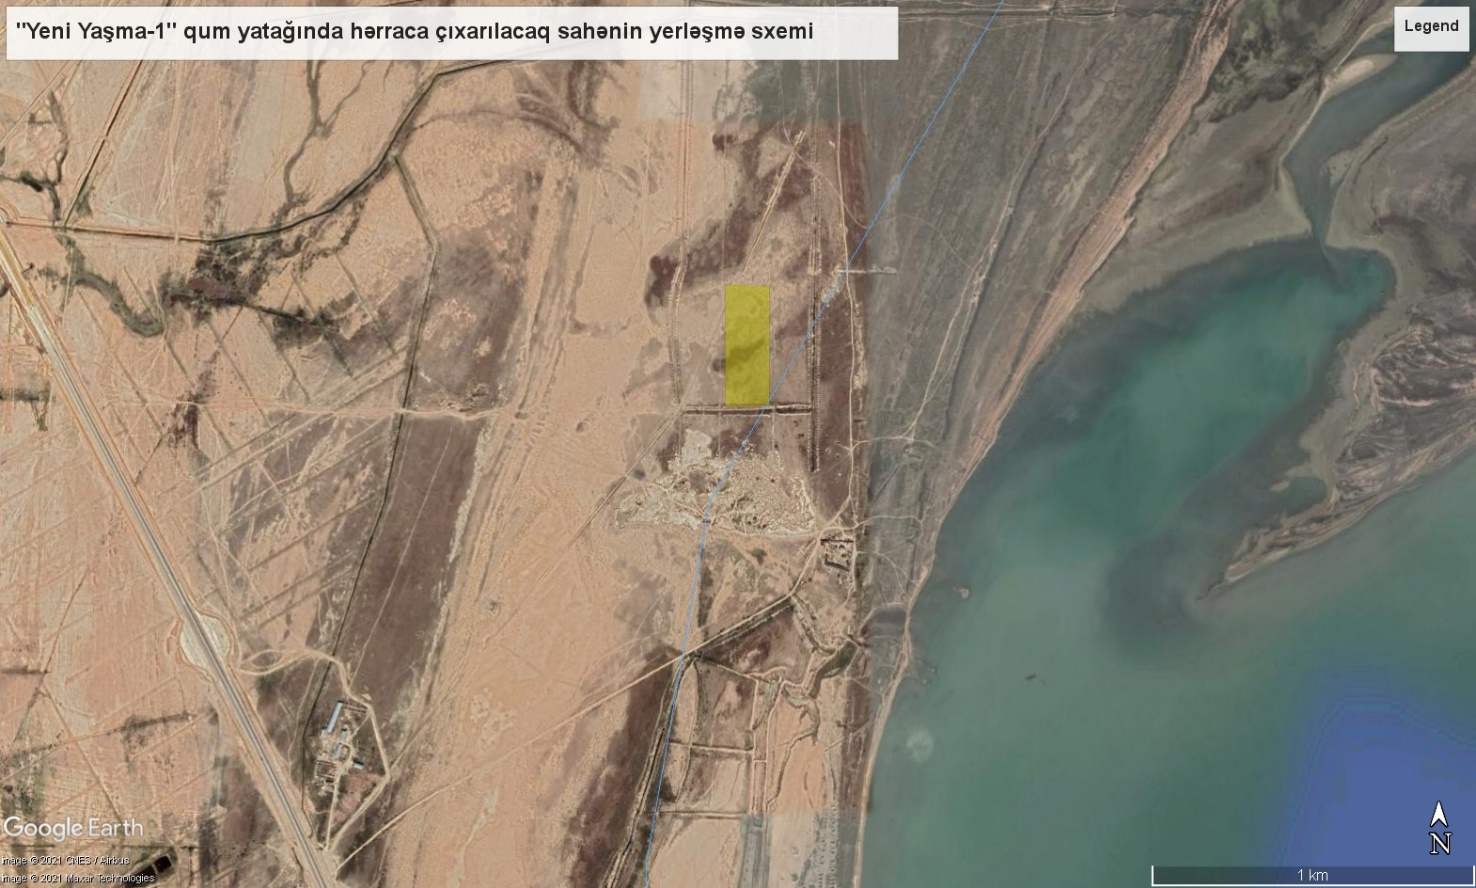 "Yeni Yaşma-1" qum yatağında hərraca çıxarılacaq sahənin yerləşmə sxemi
Legend
Google Earth
Image © 2021 CNES / Airbus
Image © 2021 Maxar Technologies
N
1 km